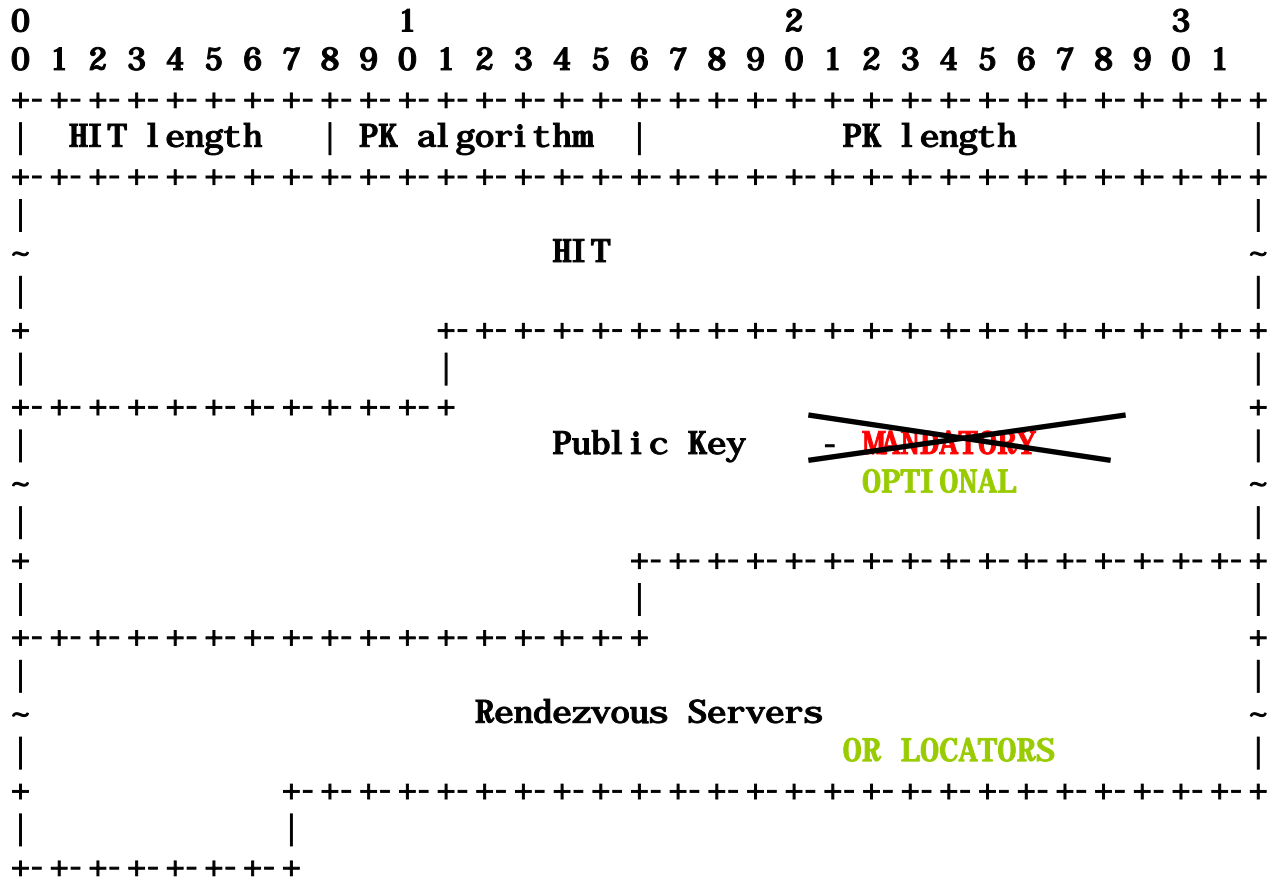 0                   1                   2                   3
0 1 2 3 4 5 6 7 8 9 0 1 2 3 4 5 6 7 8 9 0 1 2 3 4 5 6 7 8 9 0 1
+-+-+-+-+-+-+-+-+-+-+-+-+-+-+-+-+-+-+-+-+-+-+-+-+-+-+-+-+-+-+-+-+
|  HIT length   | PK algorithm  |          PK length            |
+-+-+-+-+-+-+-+-+-+-+-+-+-+-+-+-+-+-+-+-+-+-+-+-+-+-+-+-+-+-+-+-+
|                                                               |
~                           HIT                                 ~
|                                                               |
+                     +-+-+-+-+-+-+-+-+-+-+-+-+-+-+-+-+-+-+-+-+-+
|                     |                                         |
+-+-+-+-+-+-+-+-+-+-+-+                                         +
|                           Public Key    - MANDATORY           |
~                                           OPTIONAL            ~
|                                                               |
+                               +-+-+-+-+-+-+-+-+-+-+-+-+-+-+-+-+
|                               |                               |
+-+-+-+-+-+-+-+-+-+-+-+-+-+-+-+-+                               +
|                                                               |
~                       Rendezvous Servers                      ~
|                                          OR LOCATORS          |
+             +-+-+-+-+-+-+-+-+-+-+-+-+-+-+-+-+-+-+-+-+-+-+-+-+-+
|             |
+-+-+-+-+-+-+-+